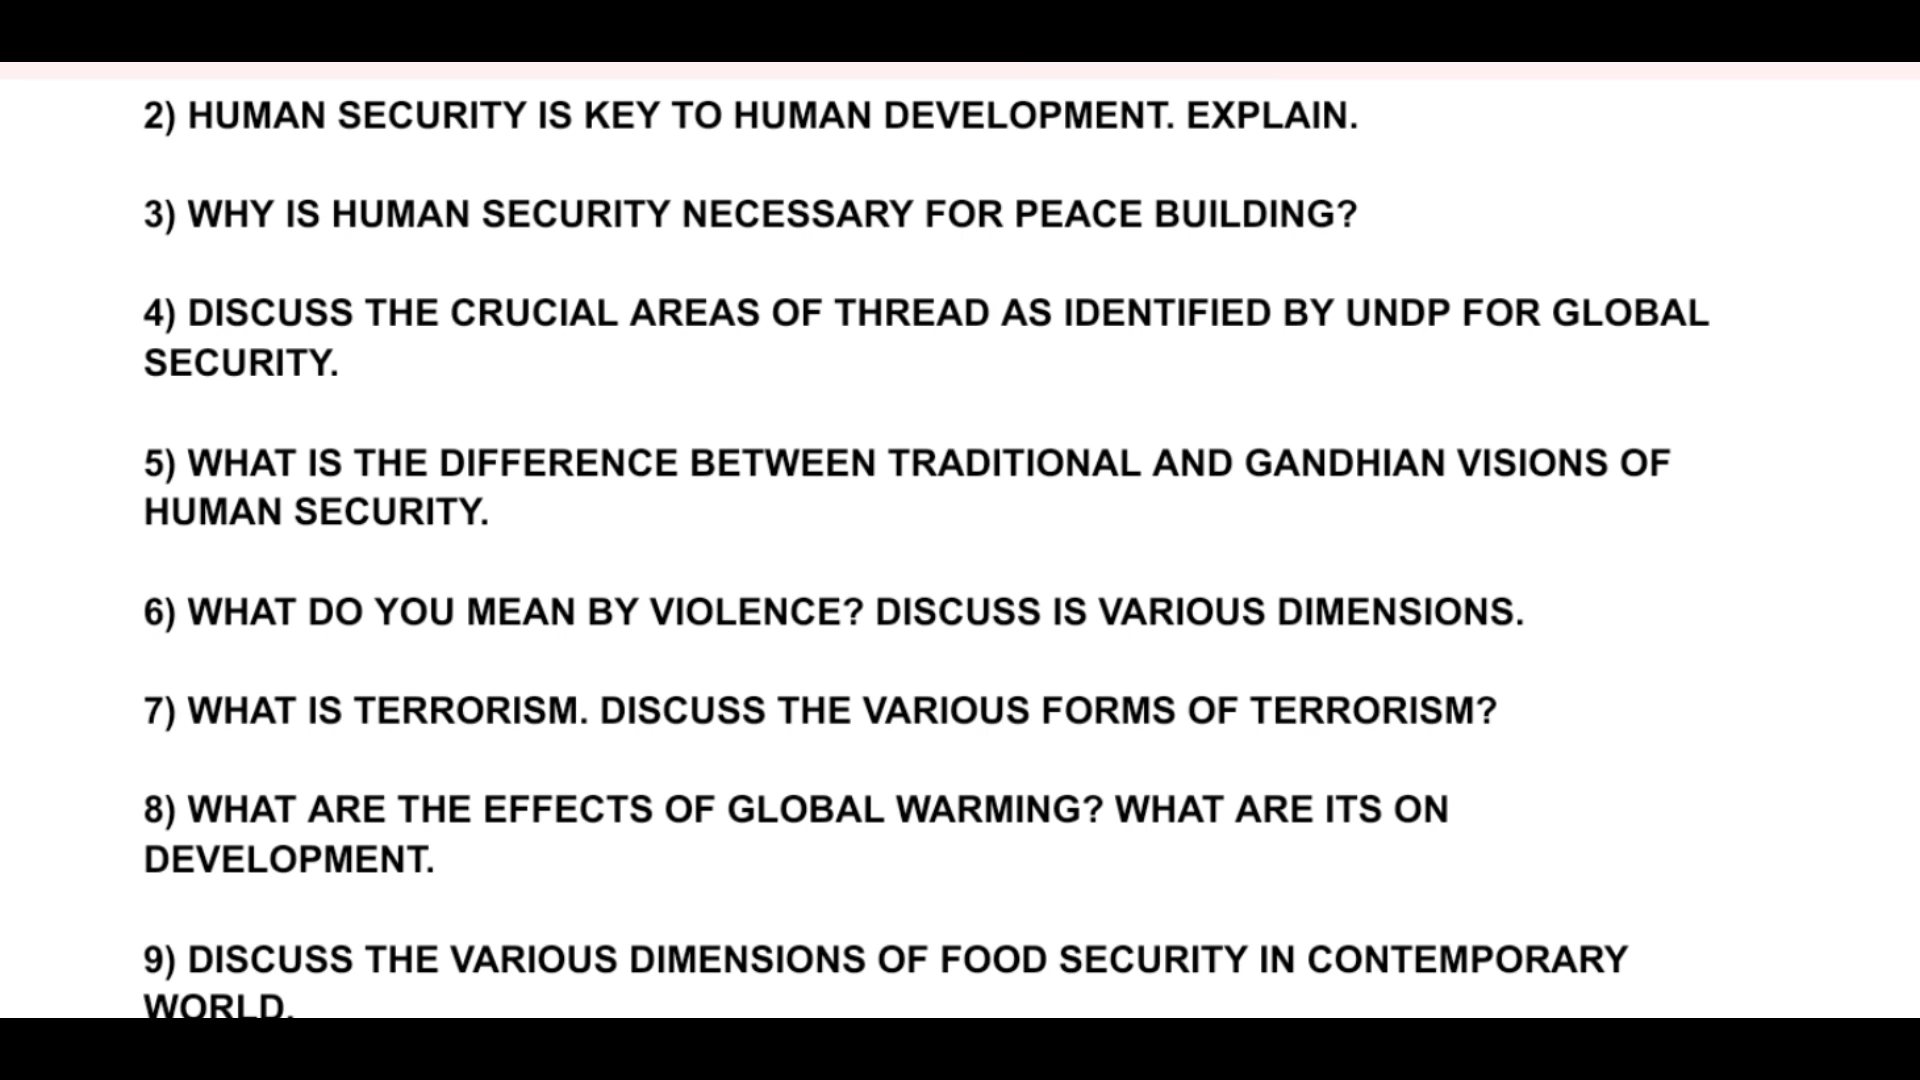 2) HUMAN SECURITY IS KEY TO HUMAN DEVELOPMENT. EXPLAIN.
3) WHY IS HUMAN SECURITY NECESSARY FOR PEACE BUILDING?
4) DISCUSS THE CRUCIAL AREAS OF THREAD AS IDENTIFIED BY UNDP FOR GLOBAL
SECURITY.
5) WHAT IS THE DIFFERENCE BETWEEN TRADITIONAL AND GANDHIAN VISIONS OF
HUMAN SECURITY.
6) WHAT DO YOU MEAN BY VIOLENCE? DISCUSS IS VARIOUS DIMENSIONS.
7) WHAT IS TERRORISM. DISCUSS THE VARIOUS FORMS OF TERRORISM?
8) WHAT ARE THE EFFECTS OF GLOBAL WARMING? WHAT ARE ITS ON
DEVELOPMENT.
9) DISCUSS THE VARIOUS DIMENSIONS OF FOOD SECURITY IN CONTEMPORARY
WORLD.